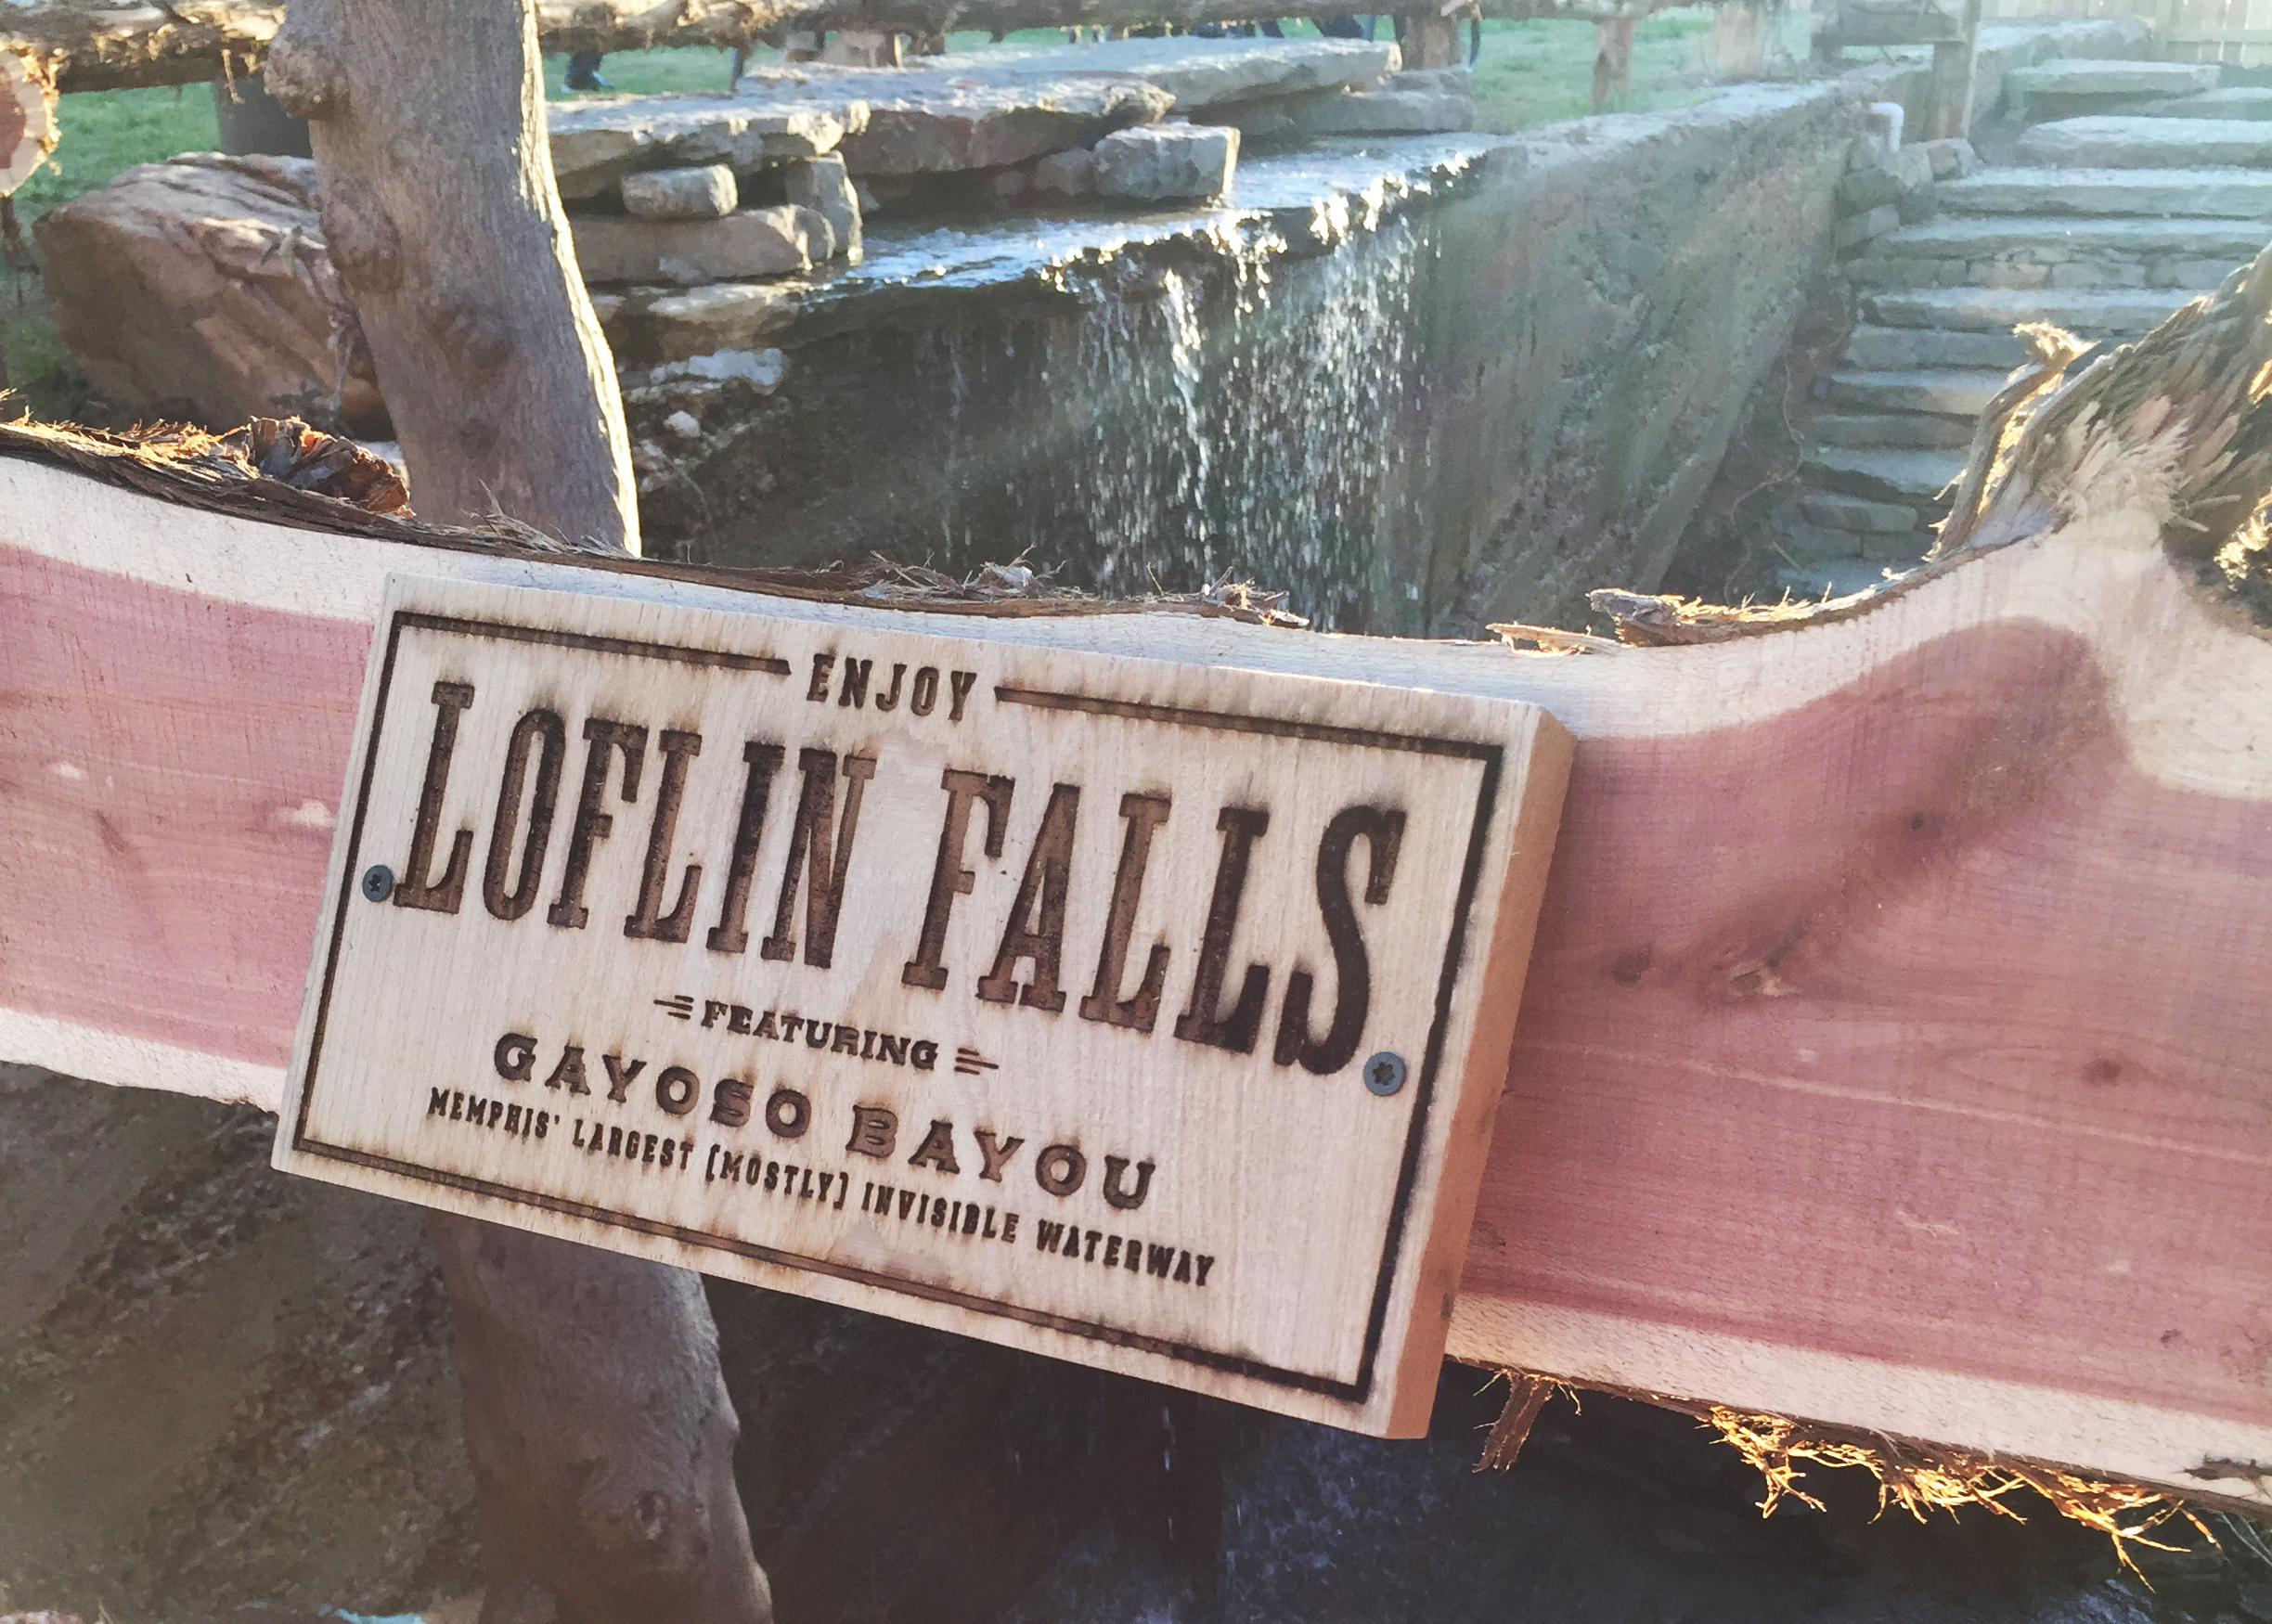 ENJOY
LOFLIN FALLS
FEATURING
GAYOSO BAYOU
MEMPHIS' LARGEST (MOSTLY) INVISIBLE WATERWAY